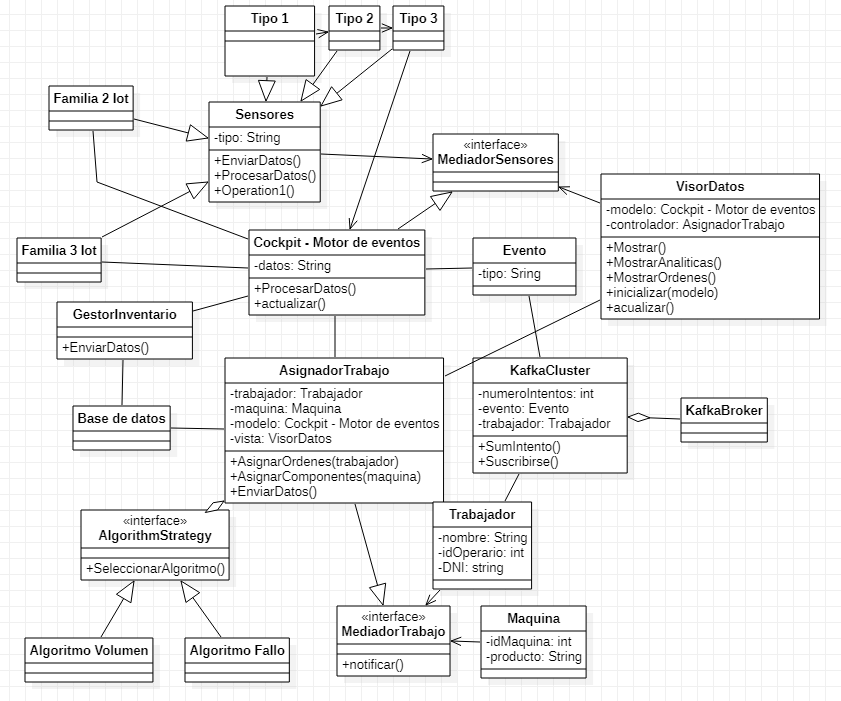 Tipo 1
Tipo 2
Tipo 3
Familia 2 Iot
Sensores
-tipo: String
+EnviarDatos()
+ProcesarDatos()
+Operation1()
«interface»
MediadorSensores
VisorDatos
-modelo: Cockpit - Motor de eventos
-controlador: AsignadorTrabajo
+Mostrar()
+MostrarAnaliticas()
+MostrarOrdenes()
+inicializar(modelo)
+acualizar()
Familia 3 Iot
Cockpit - Motor de eventos
-datos: String
+ProcesarDatos()
+actualizar()
Evento
-tipo: Sring
GestorInventario
+EnviarDatos()
AsignadorTrabajo
-trabajador: Trabajador
-maquina: Maquina
-modelo: Cockpit - Motor de eventos
-vista: VisorDatos
+AsignarOrdenes(trabajador)
+AsignarComponentes(maquina)
+EnviarDatos()
KafkaCluster
-numeroIntentos: int
-evento: Evento
-trabajador: Trabajador
+SumIntento()
+Suscribirse()
KafkaBroker
Base de datos
«interface»
AlgorithmStrategy
+SeleccionarAlgoritmo()
Trabajador
-nombre: String
-idOperario: int
-DNI: string
Algoritmo Volumen
Algoritmo Fallo
«interface»
MediadorTrabajo
+notificar()
Maquina
-idMaquina: int
-producto: String